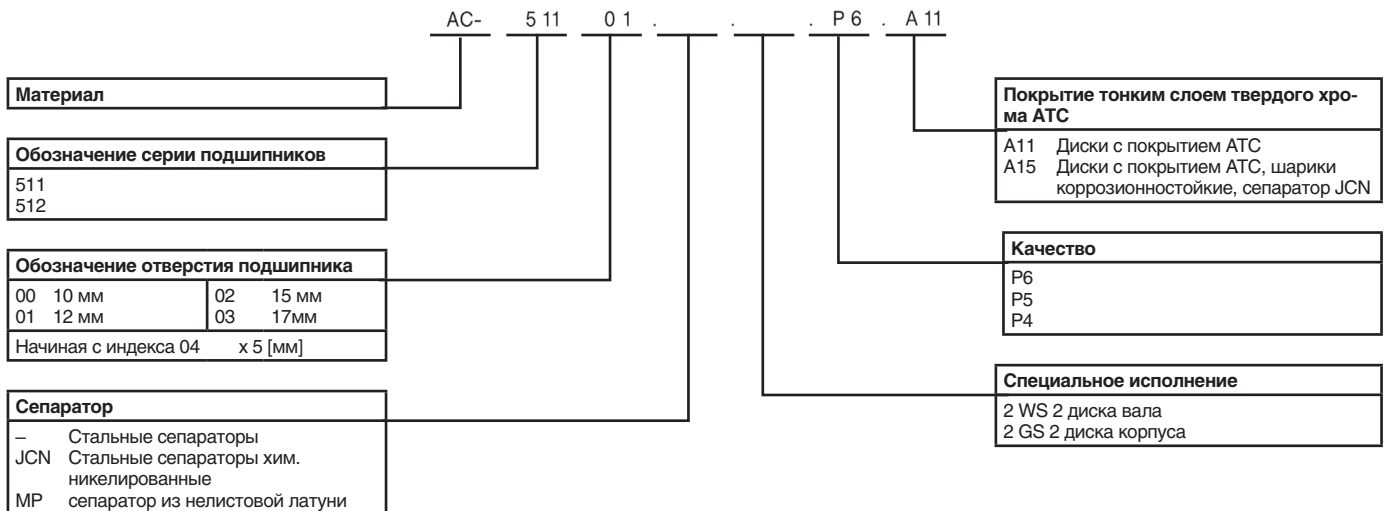 AC- 5 11 0 1 . . . P 6 . A 11
Материал
Обозначение серии подшипников
511
512
Обозначение отверстия подшипника
00 10 мм 02 15 мм
01 12 мм 03 17мм
Начиная с индекса 04 x 5 [мм]
Сепаратор
– Стальные сепараторы
JCN Стальные сепараторы хим.
никелированные
MP сепаратор из нелистовой латуни
Покрытие тонким слоем твердого хро-
ма АТС
A11 Диски с покрытием АТС
A15 Диски с покрытием АТС, шарики
коррозионностойкие, сепаратор JCN
Качество
P6
P5
P4
Специальное исполнение
2 WS 2 диска вала
2 GS 2 диска корпуса